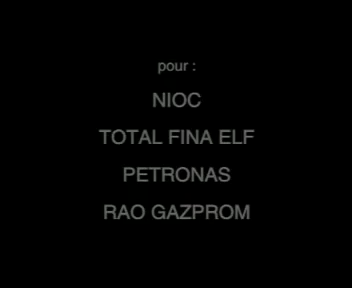 pour :
NIOC
TOTAL FINA ELF
PETRONAS
RAO GAZPROM